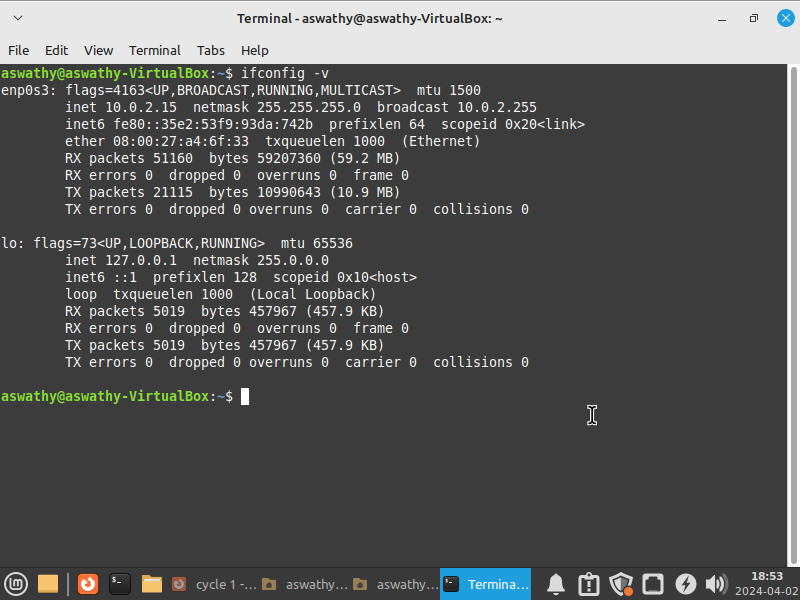 Terminal - aswathy@aswathy-VirtualBox: ~
File Edit View Terminal Tabs Help
aswathy@aswathy-VirtualBox:~$ ifconfig -v
enp0s3: flags=4163<UP,BROADCAST,RUNNING,MULTICAST>  mtu 1500
        inet 10.0.2.15  netmask 255.255.255.0  broadcast 10.0.2.255
        inet6 fe80::35e2:53f9:93da:742b  prefixlen 64  scopeid 0x20<link>
        ether 08:00:27:a4:6f:33  txqueuelen 1000  (Ethernet)
        RX packets 51160  bytes 59207360 (59.2 MB)
        RX errors 0  dropped 0  overruns 0  frame 0
        TX packets 21115  bytes 10990643 (10.9 MB)
        TX errors 0  dropped 0 overruns 0  carrier 0  collisions 0
lo: flags=73<UP,LOOPBACK,RUNNING>  mtu 65536
        inet 127.0.0.1  netmask 255.0.0.0
        inet6 ::1  prefixlen 128  scopeid 0x10<host>
        loop  txqueuelen 1000  (Local Loopback)
        RX packets 5019  bytes 457967 (457.9 KB)
        RX errors 0  dropped 0  overruns 0  frame 0
        TX packets 5019  bytes 457967 (457.9 KB)
        TX errors 0  dropped 0 overruns 0  carrier 0  collisions 0
aswathy@aswathy-VirtualBox:~$
cycle 1 -... aswathy... aswathy... Termina... 18:53
2024-04-02